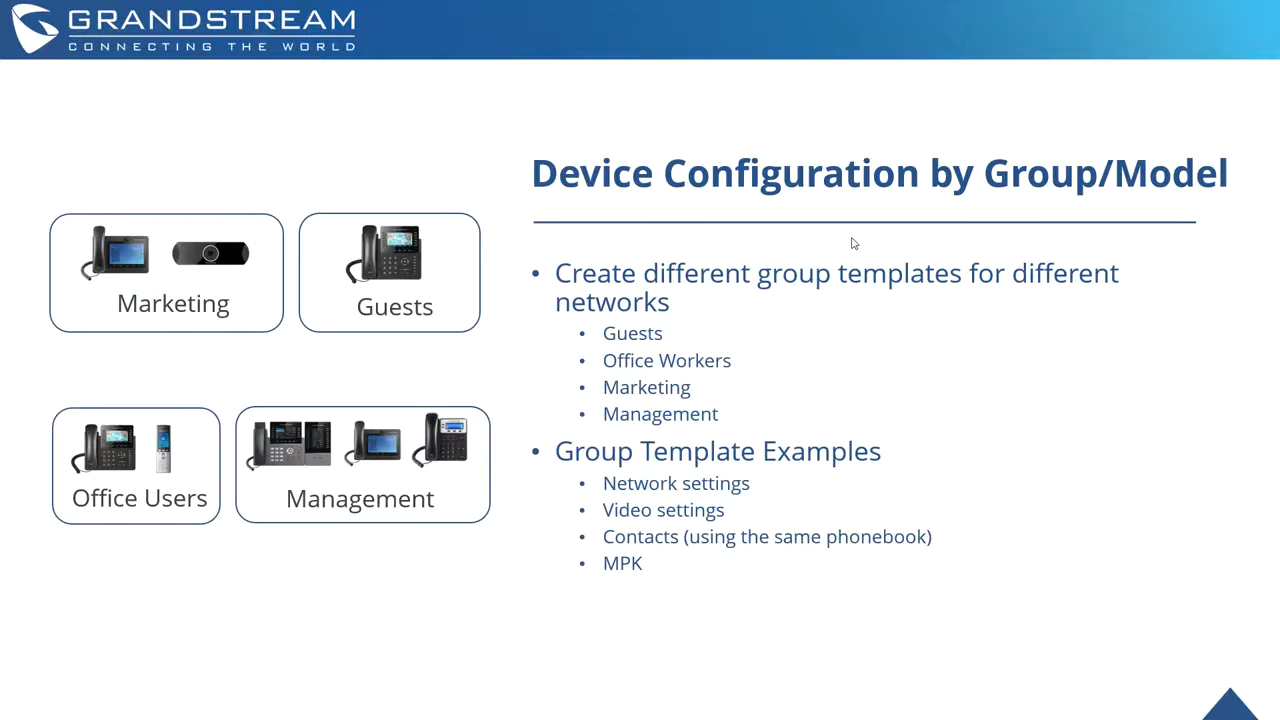 GRANDSTREAM
CONNECTING THE WORLD
Device Configuration by Group/Model
Marketing
Guests
Office Users
Management
• Create different group templates for different
networks
• Guests
• Office Workers
• Marketing
• Management
• Group Template Examples
• Network settings
• Video settings
• Contacts (using the same phonebook)
• MPK